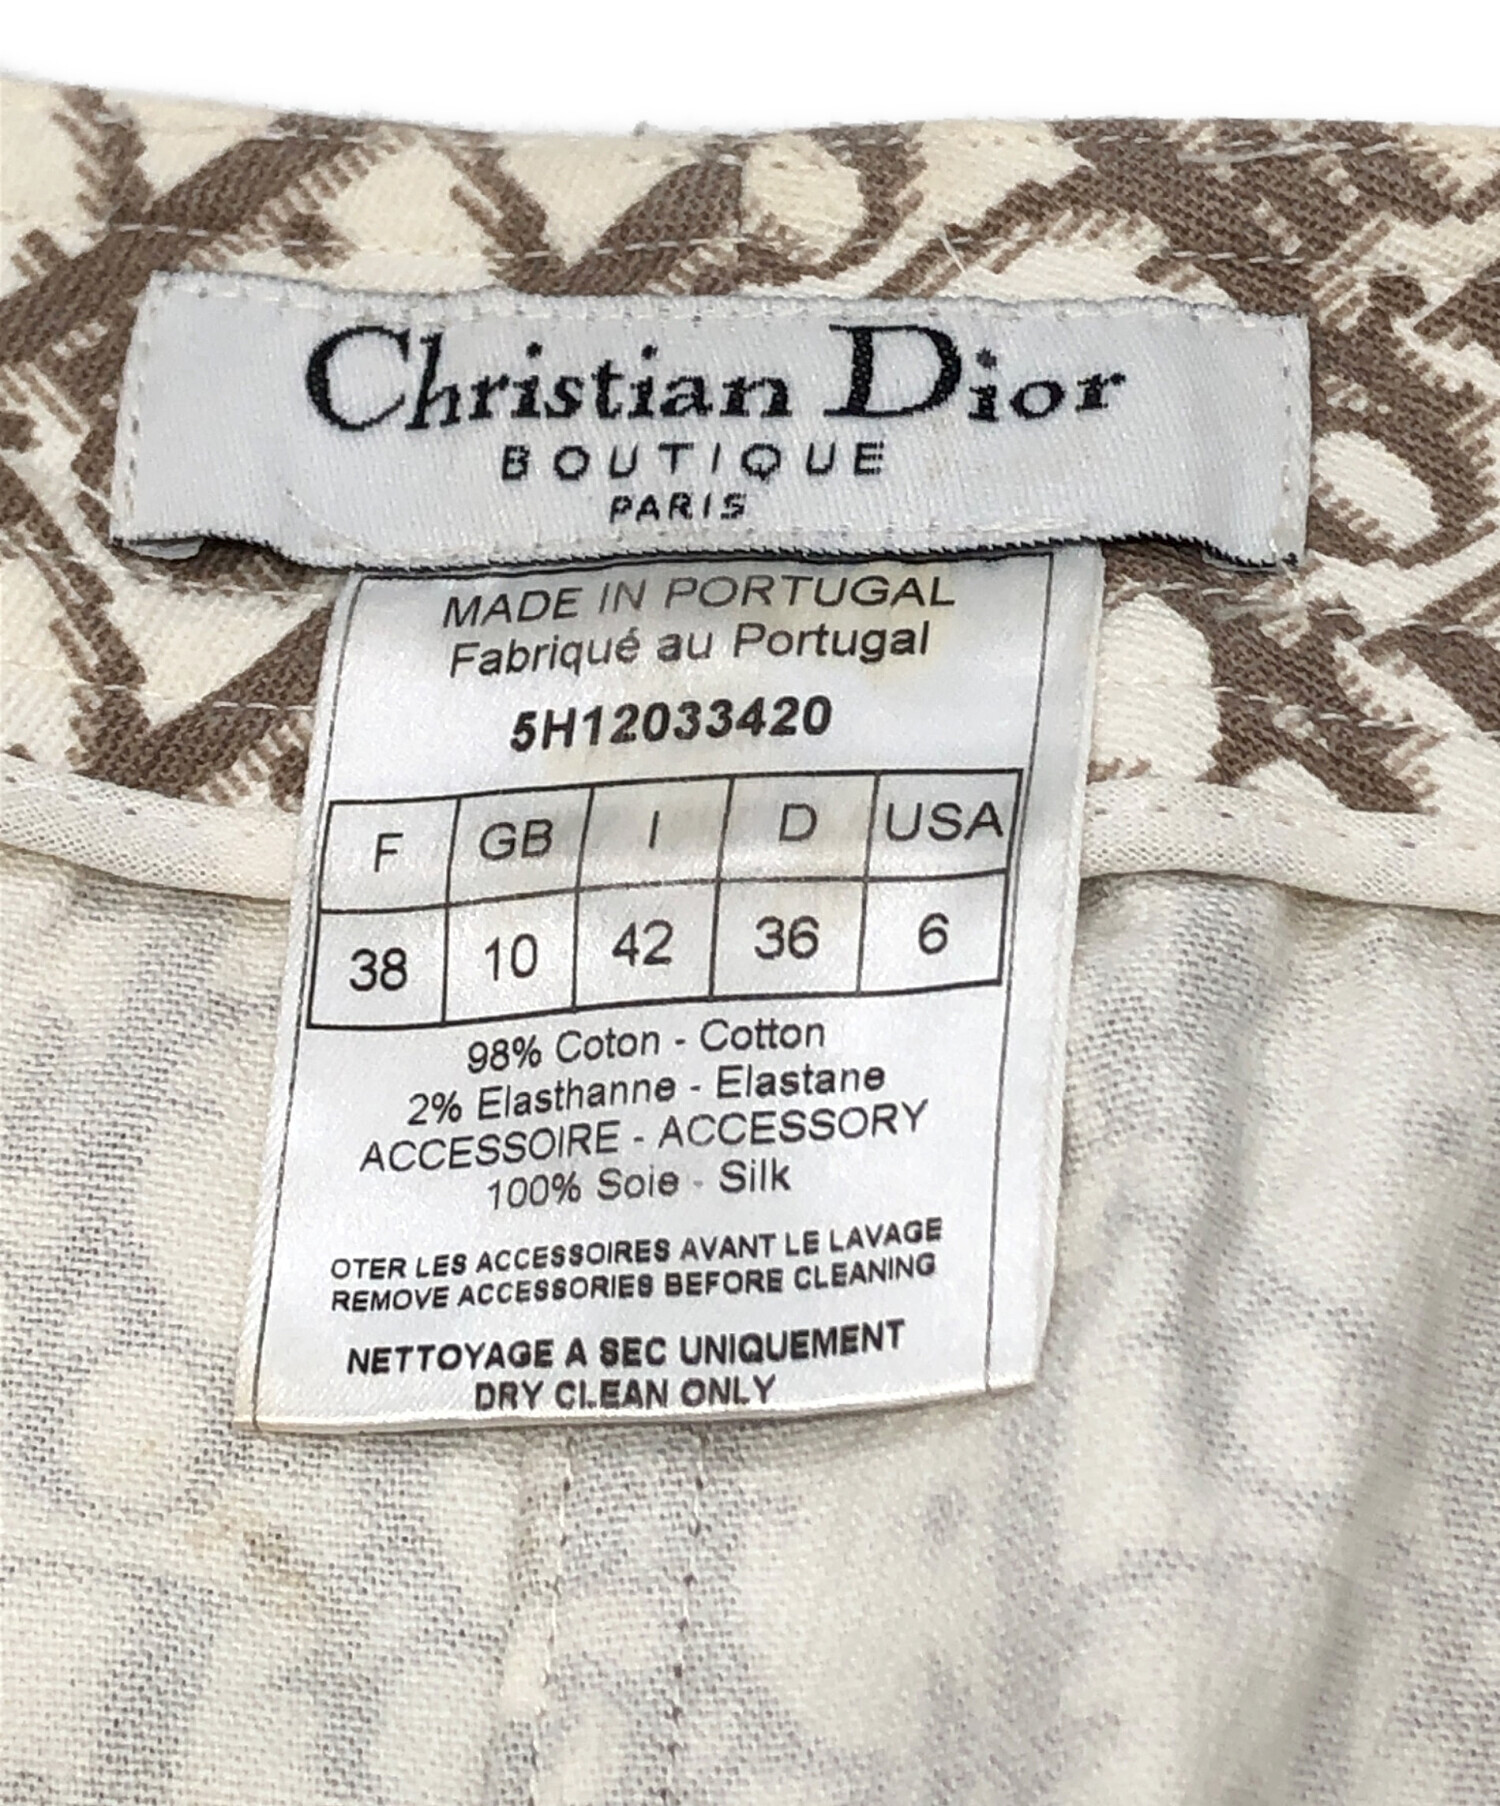 Christian Dior
BOUTIQUE
PARIS
MADE IN PORTUGAL
Fabriqué au Portugal
5H12033420
F GB I D USA
38 10 42 36 6
98% Coton - Cotton
2% Elasthanne - Elastane
ACCESSOIRE - ACCESSORY
100% Soie - Silk
OTER LES ACCESSOIRES AVANT LE LAVAGE
REMOVE ACCESSORIES BEFORE CLEANING
NETTOYAGE A SEC UNIQUEMENT
DRY CLEAN ONLY